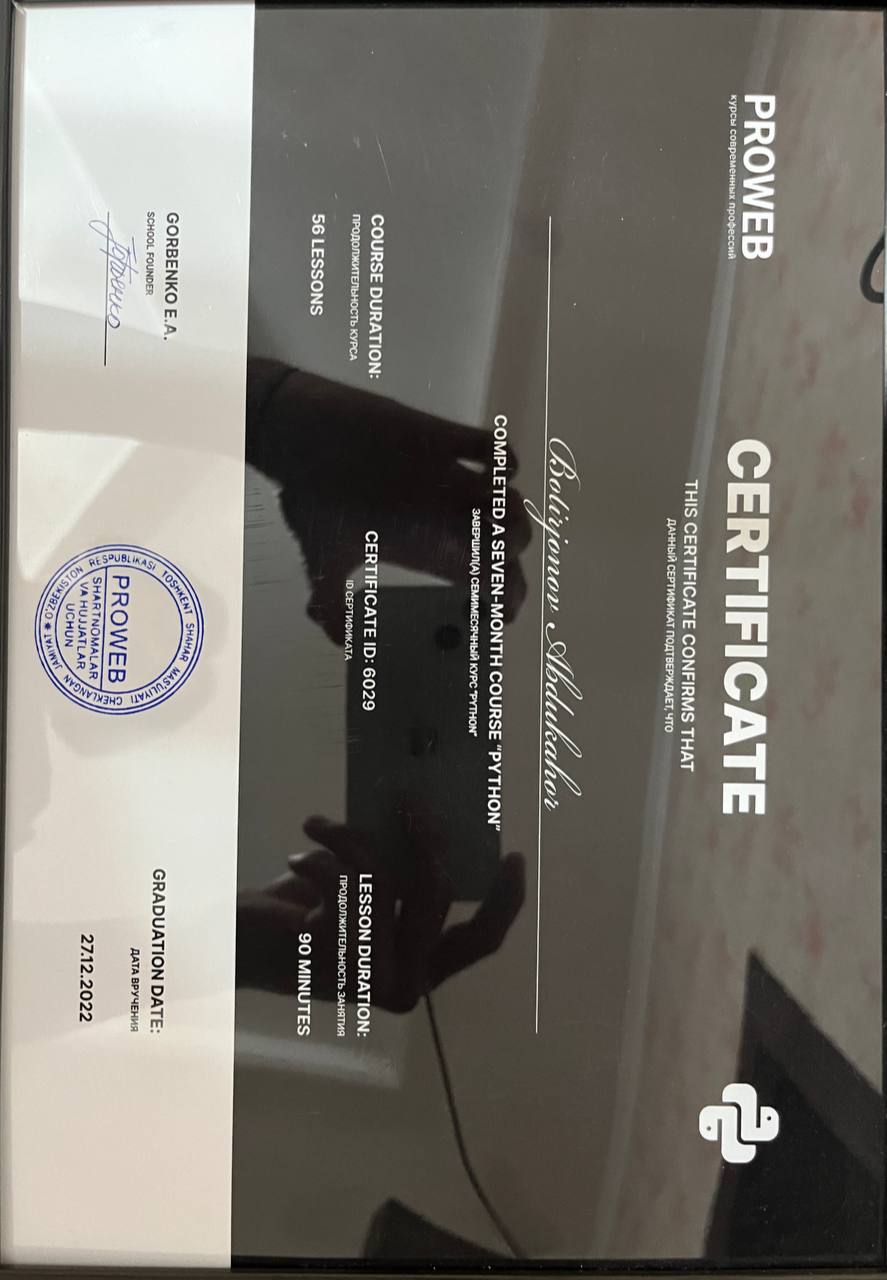 PROWEB
курсы современных профессий
CERTIFICATE
THIS CERTIFICATE CONFIRMS THAT
ДАННЫЙ СЕРТИФИКАТ ПОДТВЕРЖДАЕТ, ЧТО
Botirjonov Abdukahor
COMPLETED A SEVEN-MONTH COURSE "PYTHON"
ЗАВЕРШИЛ(А) СЕМИМЕСЯЧНЫЙ КУРС "PYTHON"
COURSE DURATION:
ПРОДОЛЖИТЕЛЬНОСТЬ КУРСА
56 LESSONS
CERTIFICATE ID: 6029
ID СЕРТИФИКАТА
LESSON DURATION:
ПРОДОЛЖИТЕЛЬНОСТЬ ЗАНЯТИЯ
90 MINUTES
GORBENKO E.A.
SCHOOL FOUNDER
Горбенко
O'ZBEKISTON RESPUBLIKASI TOSHKENT SHAHAR MAS'ULIYATI CHEKLANGAN JAMIYAT
PROWEB
SHARTNOMALAR
VA HUJJATLAR
UCHUN
GRADUATION DATE:
ДАТА ВРУЧЕНИЯ
27.12.2022